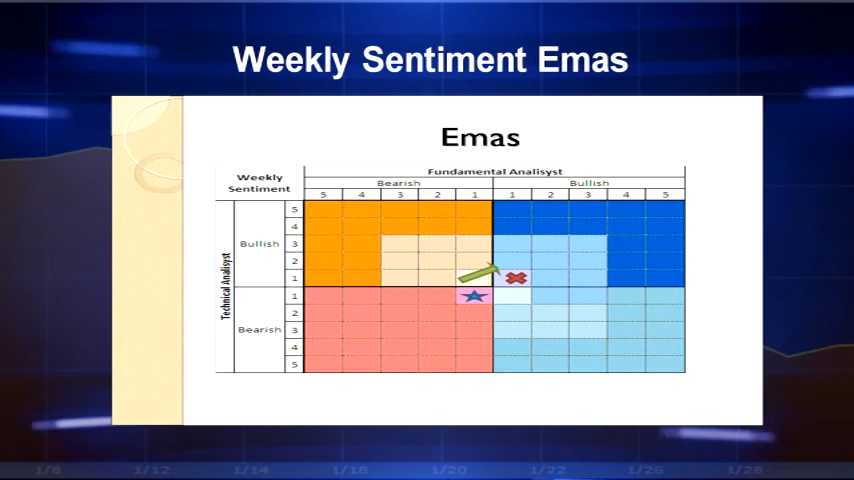 Weekly Sentiment Emas
Emas
Weekly Sentiment
Fundamental Analisyst
Bearish Bullish
5 4 3 2 1 1 2 3 4 5
Technical Analisyst
Bullish
5
4
3
2
1
Bearish
1
2
3
4
5
1/8 1/12 1/14 1/18 1/20 1/22 1/26 1/28